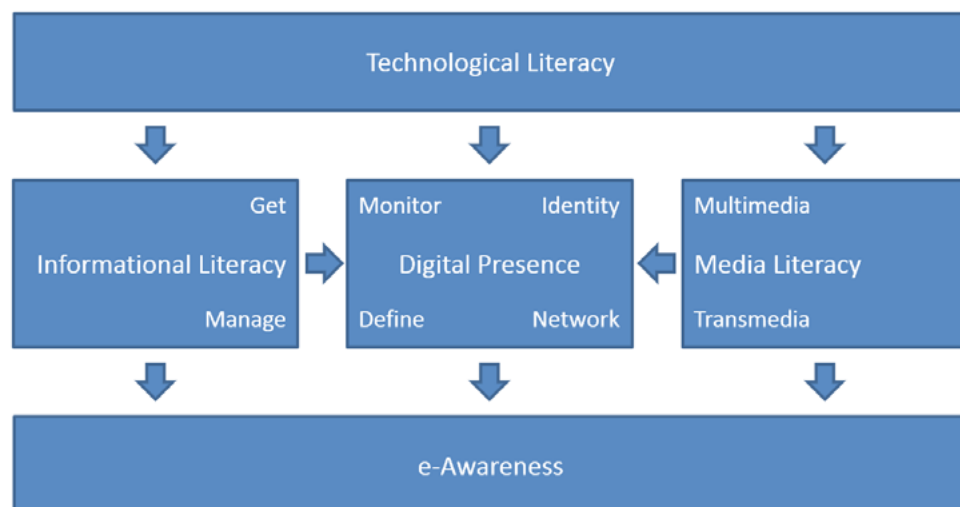 Technological Literacy
Get
Informational Literacy
Manage
Monitor Identity
Digital Presence
Define Network
Multimedia
Media Literacy
Transmedia
e-Awareness